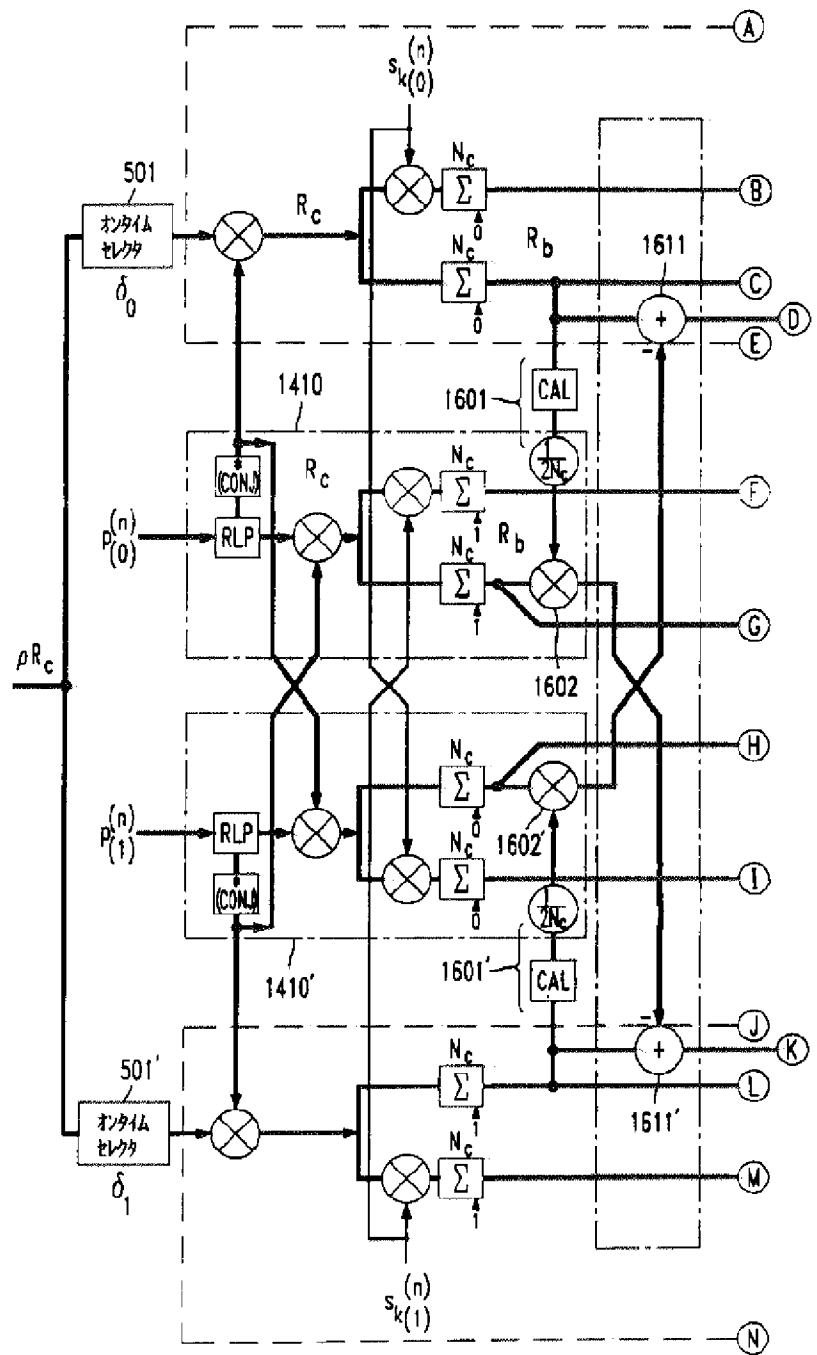 A
s_k(0)^(n)
501
オンタイム
セレクタ
δ_0
R_c
N_c
Σ
0
B
N_c
Σ
0
R_b
1611
C
+
D
−
E
1601
CAL
1/2N_c
1410
*
(CONJ)
R_c
N_c
Σ
1
F
p_(0)^(n)
RLP
R_b
N_c
Σ
1
G
1602
ρR_c
H
N_c
Σ
0
1602'
p_(1)^(n)
RLP
*
(CONJ)
N_c
Σ
0
I
1/2N_c
1410'
1601'
CAL
−
J
501'
オンタイム
セレクタ
δ_1
N_c
Σ
1
+
K
L
1611'
N_c
Σ
1
M
s_k(1)^(n)
N